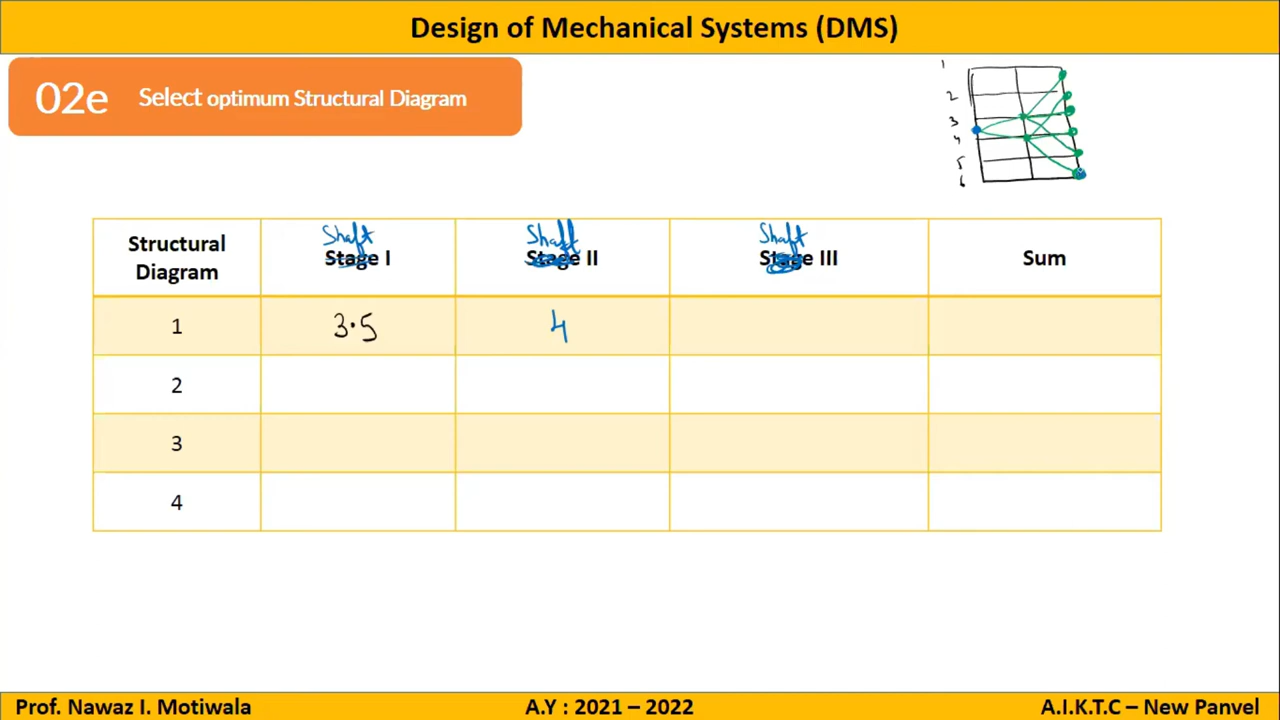 Design of Mechanical Systems (DMS)
02e Select optimum Structural Diagram
1
2
3
4
5
6
Structural Diagram
Shaft
Stage I
Shaft
Stage II
Shaft
Stage III
Sum
1 3.5 4
2
3
4
Prof. Nawaz I. Motiwala A.Y : 2021 – 2022 A.I.K.T.C – New Panvel